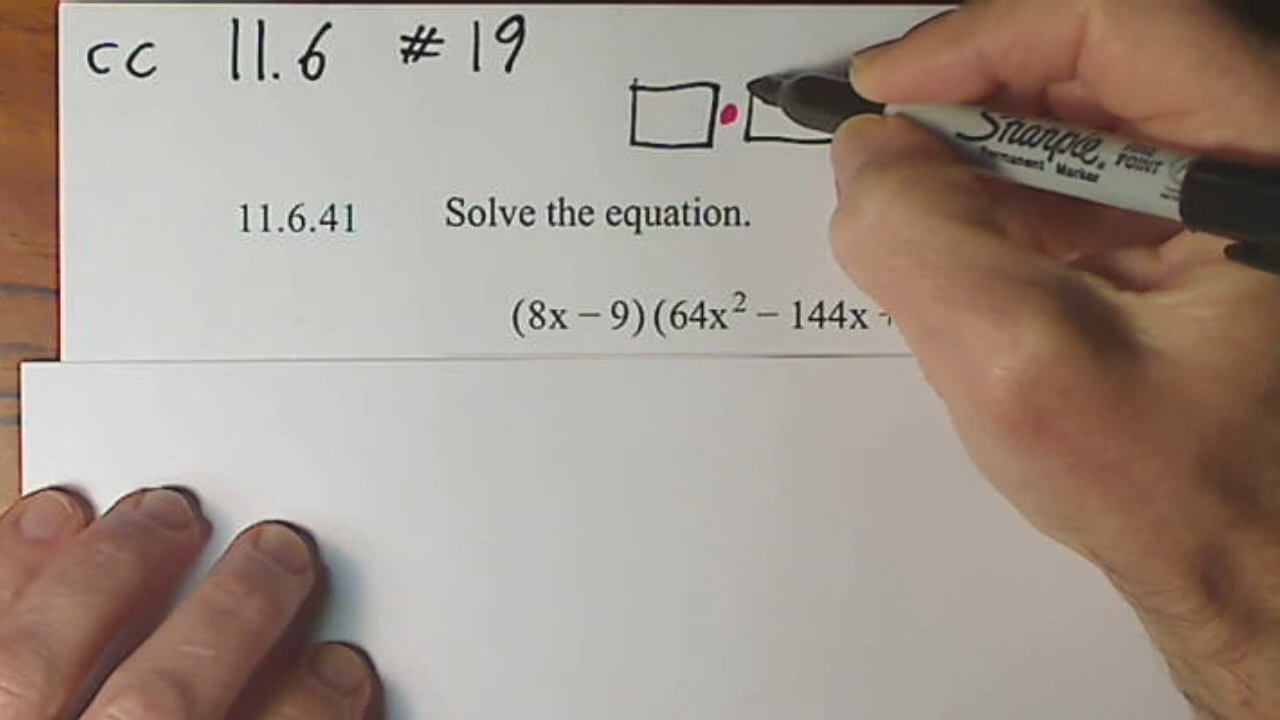 cc 11.6 #19
Sharpie
FINE POINT
Permanent Marker
11.6.41 Solve the equation.
(8x − 9)(64x² − 144x +